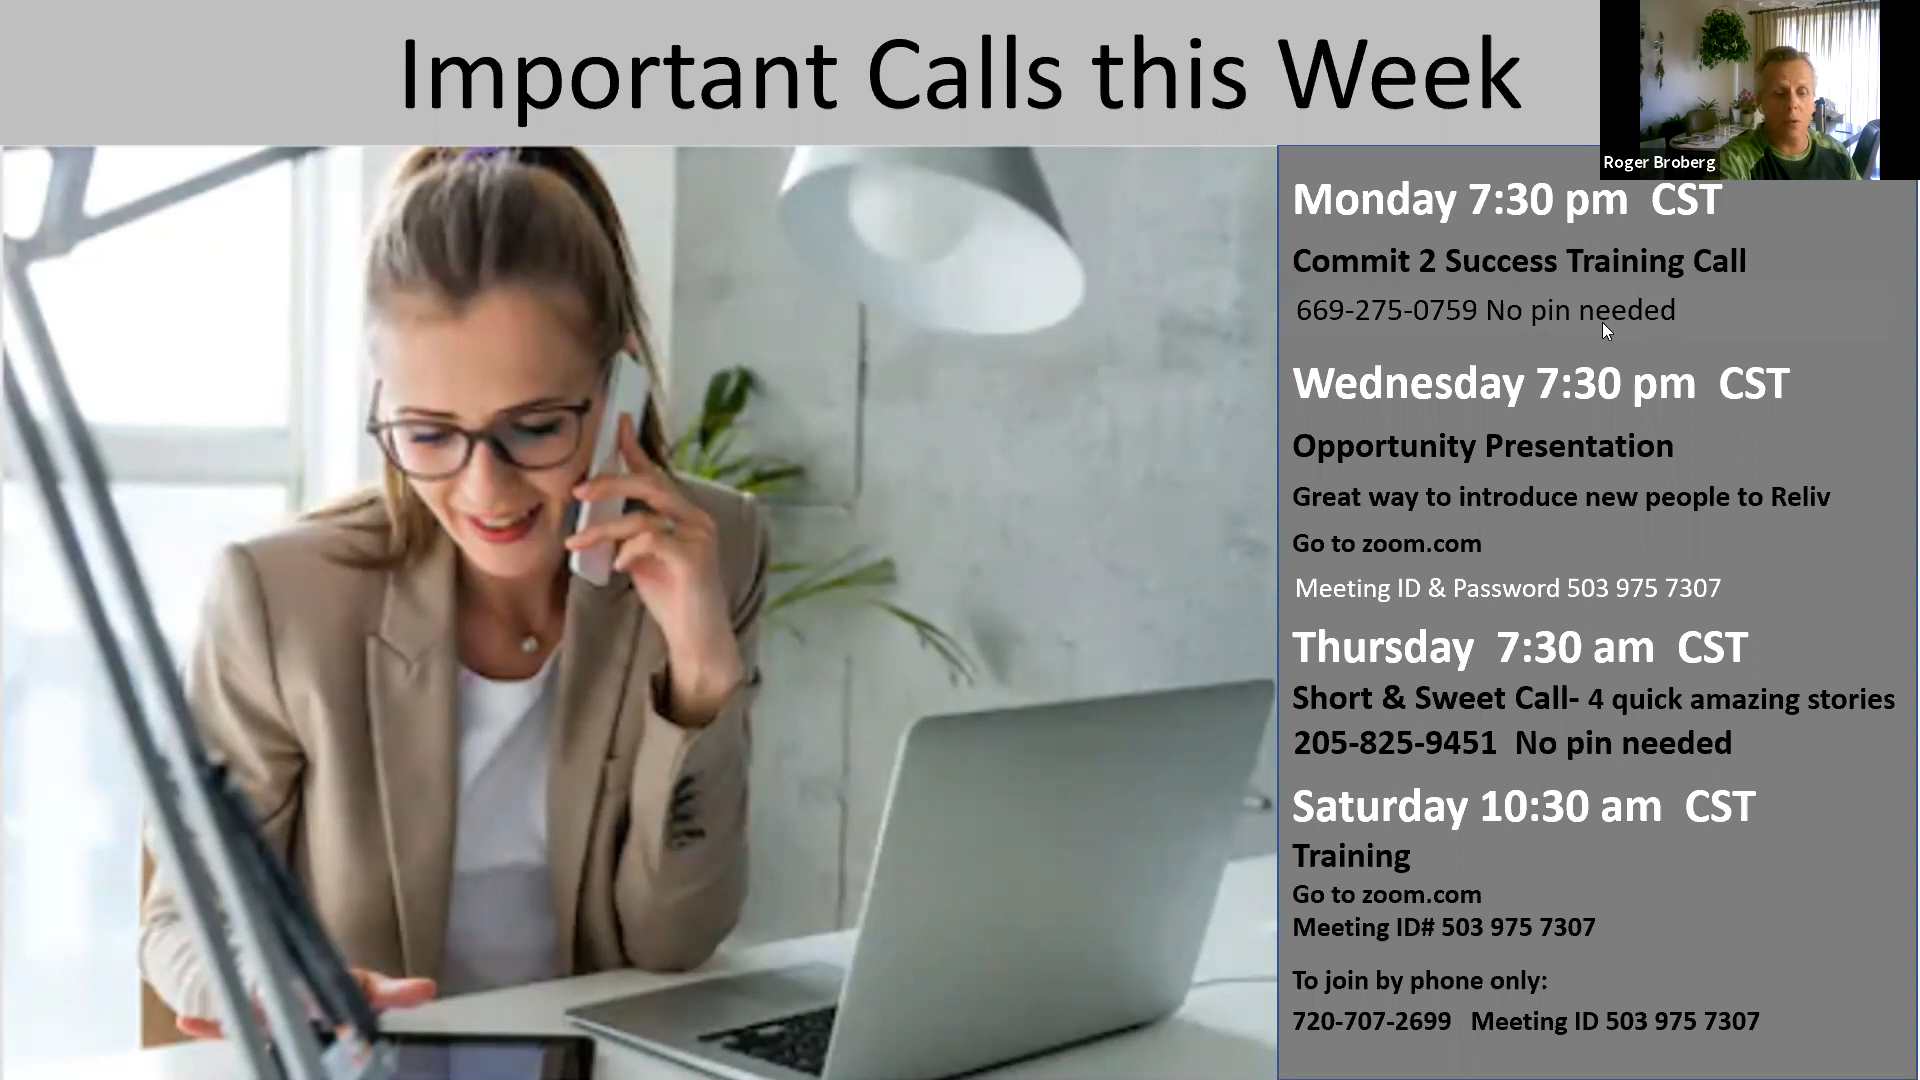 Important Calls this Week
Roger Broberg
Monday 7:30 pm CST
Commit 2 Success Training Call
669-275-0759 No pin needed
Wednesday 7:30 pm CST
Opportunity Presentation
Great way to introduce new people to Reliv
Go to zoom.com
Meeting ID & Password 503 975 7307
Thursday 7:30 am CST
Short & Sweet Call- 4 quick amazing stories
205-825-9451 No pin needed
Saturday 10:30 am CST
Training
Go to zoom.com
Meeting ID# 503 975 7307
To join by phone only:
720-707-2699 Meeting ID 503 975 7307